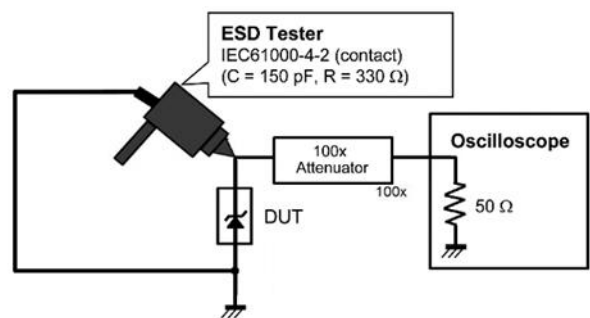 ESD Tester
IEC61000-4-2 (contact)
(C = 150 pF, R = 330 Ω)
100x
Attenuator
100x
Oscilloscope
50 Ω
DUT